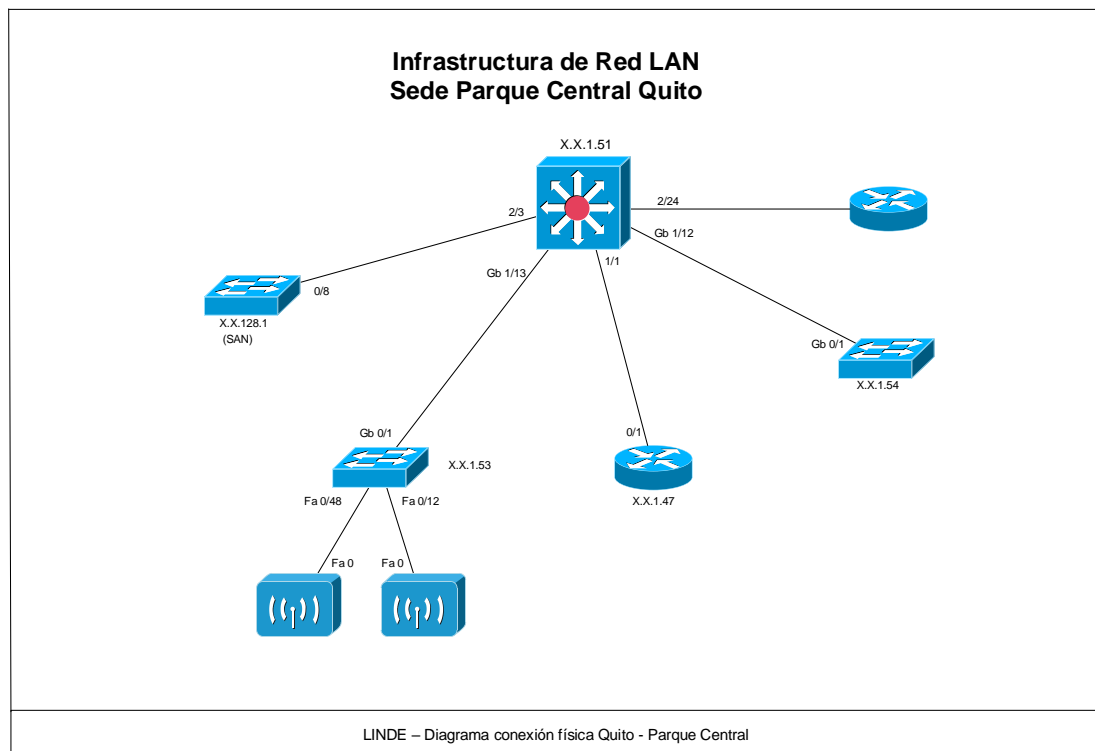 Infrastructura de Red LAN
Sede Parque Central Quito
X.X.1.51
2/3
2/24
Gb 1/12
Gb 1/13
1/1
0/8
X.X.128.1
(SAN)
Gb 0/1
X.X.1.54
Gb 0/1
0/1
X.X.1.53
X.X.1.47
Fa 0/48
Fa 0/12
Fa 0
Fa 0
LINDE – Diagrama conexión física Quito - Parque Central